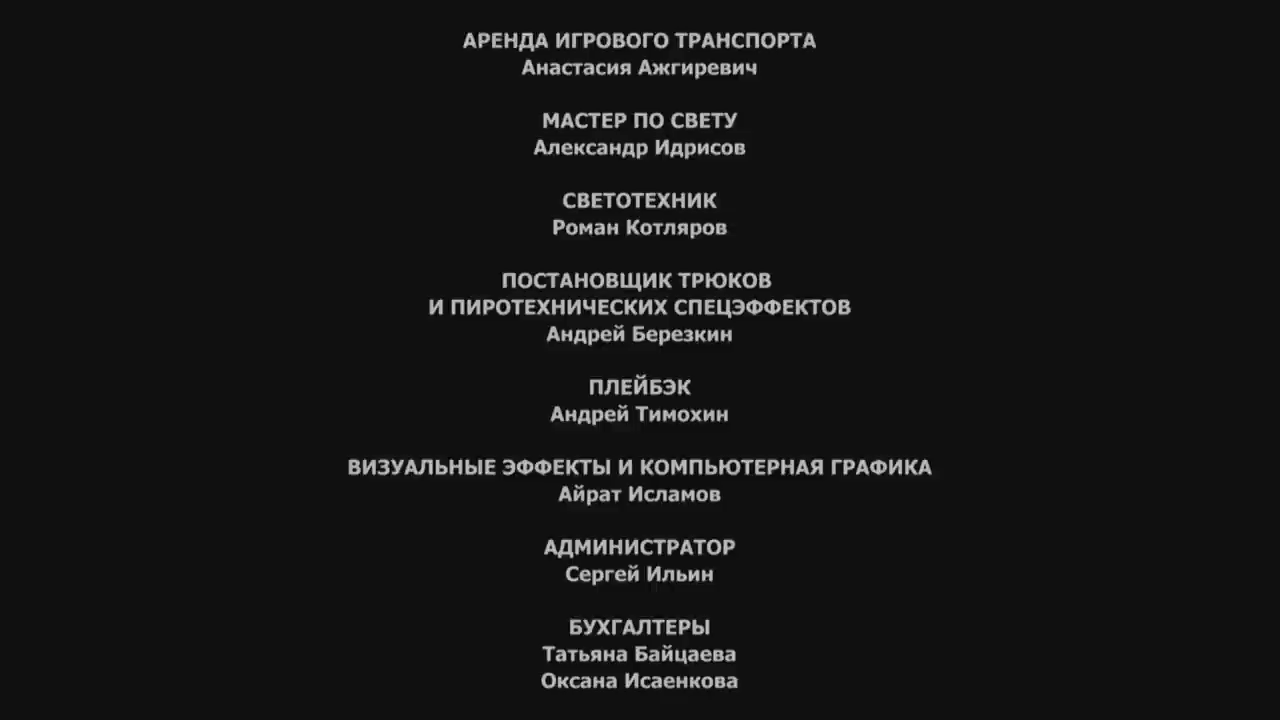 АРЕНДА ИГРОВОГО ТРАНСПОРТА
Анастасия Ажгиревич
МАСТЕР ПО СВЕТУ
Александр Идрисов
СВЕТОТЕХНИК
Роман Котляров
ПОСТАНОВЩИК ТРЮКОВ
И ПИРОТЕХНИЧЕСКИХ СПЕЦЭФФЕКТОВ
Андрей Березкин
ПЛЕЙБЭК
Андрей Тимохин
ВИЗУАЛЬНЫЕ ЭФФЕКТЫ И КОМПЬЮТЕРНАЯ ГРАФИКА
Айрат Исламов
АДМИНИСТРАТОР
Сергей Ильин
БУХГАЛТЕРЫ
Татьяна Байцаева
Оксана Исаенкова